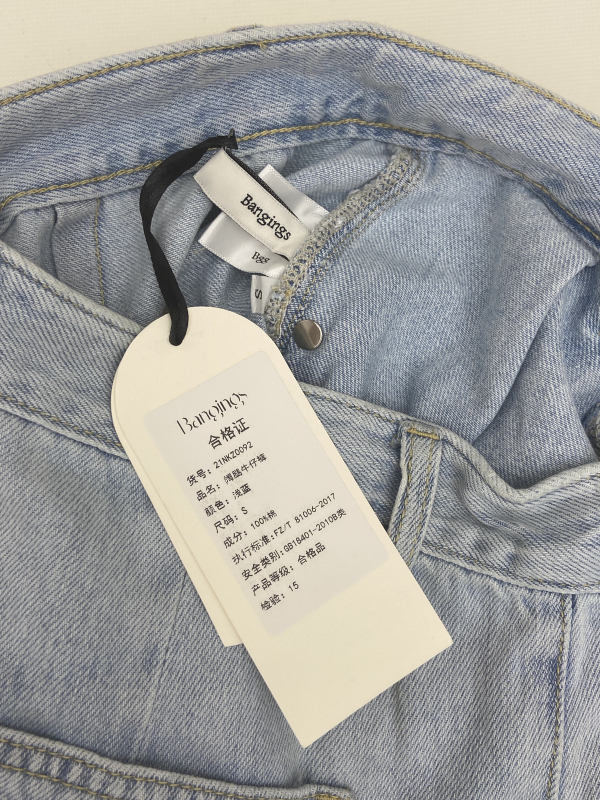 Bangings
Bgs
S
Bangings
合格证
货号：21NKZ0092
品名：阔腿牛仔裤
颜色：浅蓝
尺码：S
成分：100%棉
执行标准：FZ/T 81006-2017
安全类别：GB18401-2010B类
产品等级：合格品
检验：15